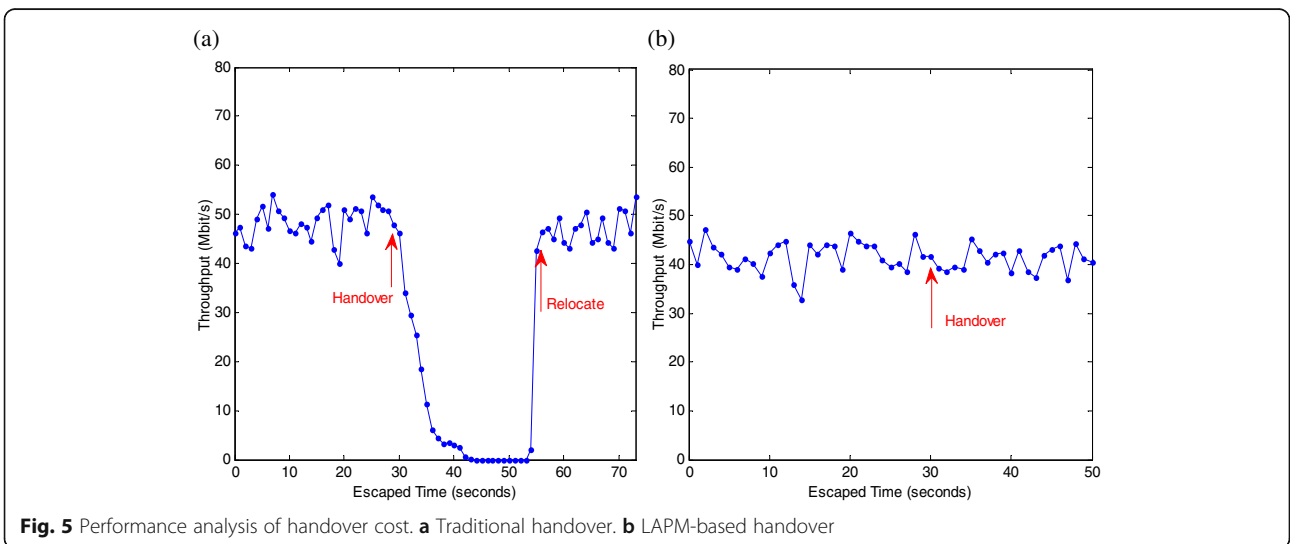 (a)
80
70
60
50
40
30
20
10
0
Throughput (Mbit/s)
Handover
Relocate
0 10 20 30 40 50 60 70
Escaped Time (seconds)
(b)
80
70
60
50
40
30
20
10
0
Throughput (Mbit/s)
Handover
0 10 20 30 40 50
Escaped Time (seconds)
Fig. 5 Performance analysis of handover cost. a Traditional handover. b LAPM-based handover